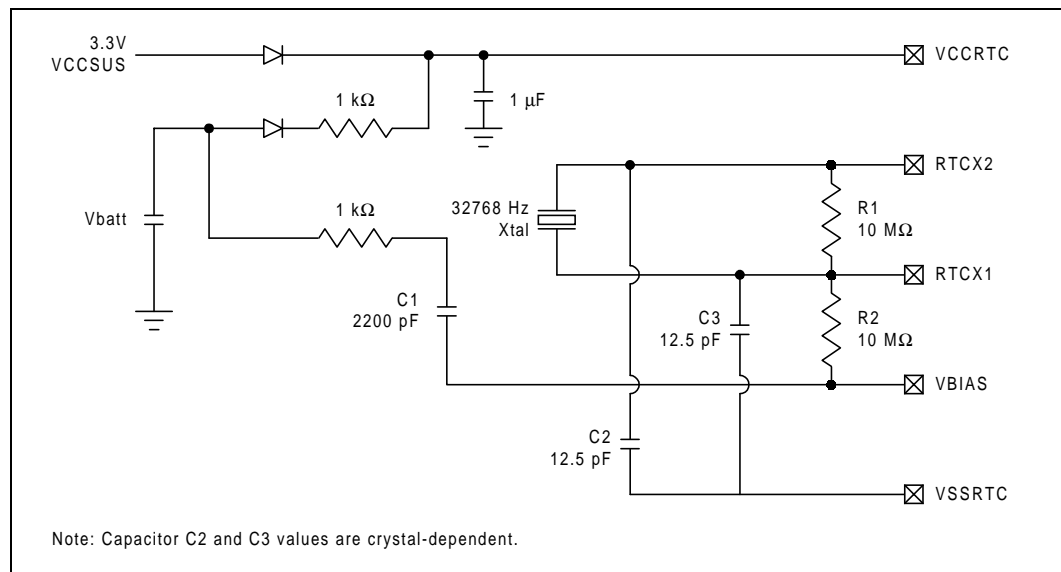 3.3V
VCCSUS
VCCRTC
1 kΩ
1 µF
RTCX2
Vbatt
1 kΩ
32768 Hz
Xtal
R1
10 MΩ
RTCX1
C1
2200 pF
C3
12.5 pF
R2
10 MΩ
VBIAS
C2
12.5 pF
VSSRTC
Note: Capacitor C2 and C3 values are crystal-dependent.